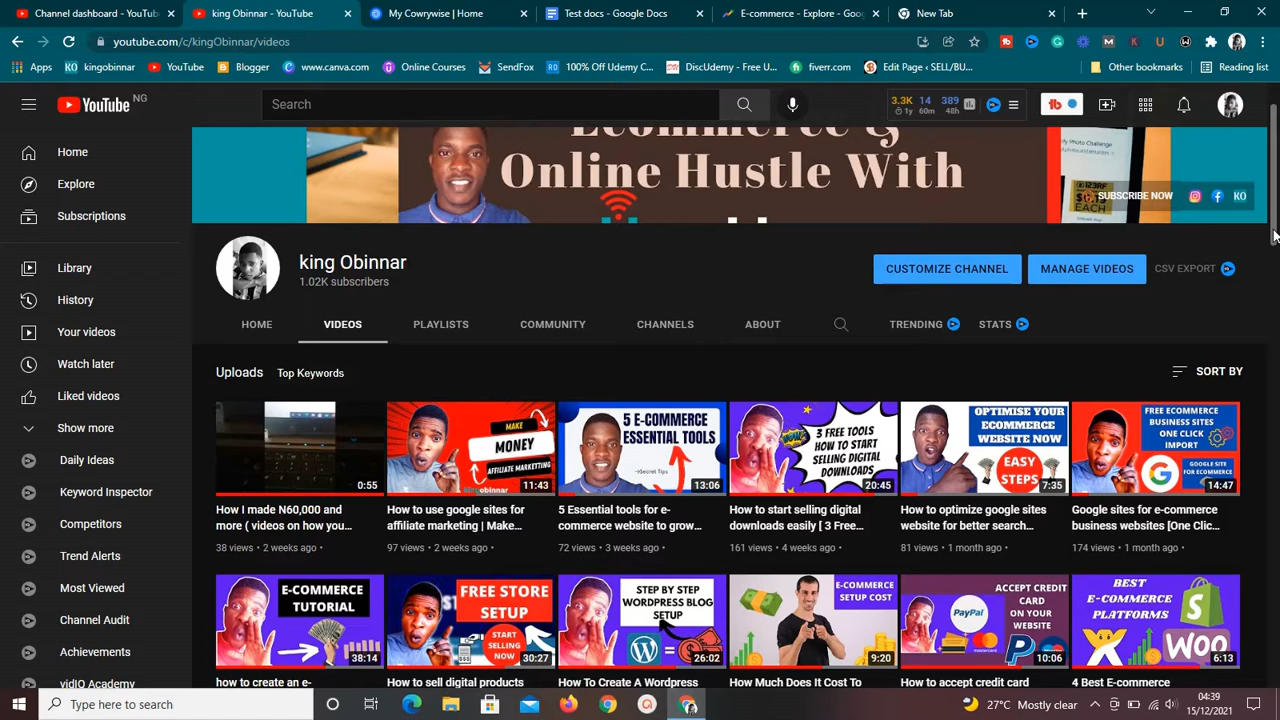 Channel dashboard - YouTub
king Obinnar - YouTube
My Cowrywise | Home
Test docs - Google Docs
E-commerce - Explore - Goo
New Tab
youtube.com/c/kingObinnar/videos
Apps
kingobinnar
YouTube
Blogger
www.canva.com
Online Courses
SendFox
100% Off Udemy C...
DiscUdemy - Free U...
fiverr.com
Edit Page ‹ SELL/BU...
Other bookmarks
Reading list
YouTube NG
Search
3.3K 14 389
1y 60m 48h
Home
Explore
Subscriptions
Library
History
Your videos
Watch later
Liked videos
Show more
Daily Ideas
Keyword Inspector
Competitors
Trend Alerts
Most Viewed
Channel Audit
Achievements
vidIQ Academy
Ecommerce &
Online Hustle With
SUBSCRIBE NOW
king Obinnar
1.02K subscribers
CUSTOMIZE CHANNEL
MANAGE VIDEOS
CSV EXPORT
HOME
VIDEOS
PLAYLISTS
COMMUNITY
CHANNELS
ABOUT
TRENDING
STATS
Uploads
Top Keywords
SORT BY
0:55
MAKE
MONEY
AFFILIATE MARKETTING
11:43
5 E-COMMERCE
ESSENTIAL TOOLS
Secret Tips
13:06
3 FREE TOOLS
HOW TO START
SELLING DIGITAL
DOWNLOADS
20:45
OPTIMISE YOUR
ECOMMERCE
WEBSITE NOW
EASY
STEPS
7:35
FREE ECOMMERCE
BUSINESS SITES
ONE CLICK
IMPORT
GOOGLE SITE
FOR ECOMMERCE
14:47
How I made N60,000 and
more ( videos on how you...
38 views • 2 weeks ago
How to use google sites for
affiliate marketing | Make...
97 views • 2 weeks ago
5 Essential tools for e-
commerce website to grow...
72 views • 3 weeks ago
How to start selling digital
downloads easily [ 3 Free...
161 views • 4 weeks ago
How to optimize google sites
website for better search...
81 views • 1 month ago
Google sites for e-commerce
business websites [One Clic...
174 views • 1 month ago
E-COMMERCE
TUTORIAL
38:14
FREE STORE
SETUP
START
SELLING
NOW
30:27
STEP BY STEP
WORDPRESS BLOG
SETUP
26:02
E-COMMERCE
SETUP COST
9:20
ACCEPT CREDIT
CARD
ON YOUR
WEBSITE
PayPal
10:06
BEST
E-COMMERCE
PLATFORMS
WOO
6:13
how to create an e-
How to sell digital products
How To Create A Wordpress
How Much Does It Cost To
How to accept credit card
4 Best E-commerce
Type here to search
27°C Mostly clear
04:39
15/12/2021